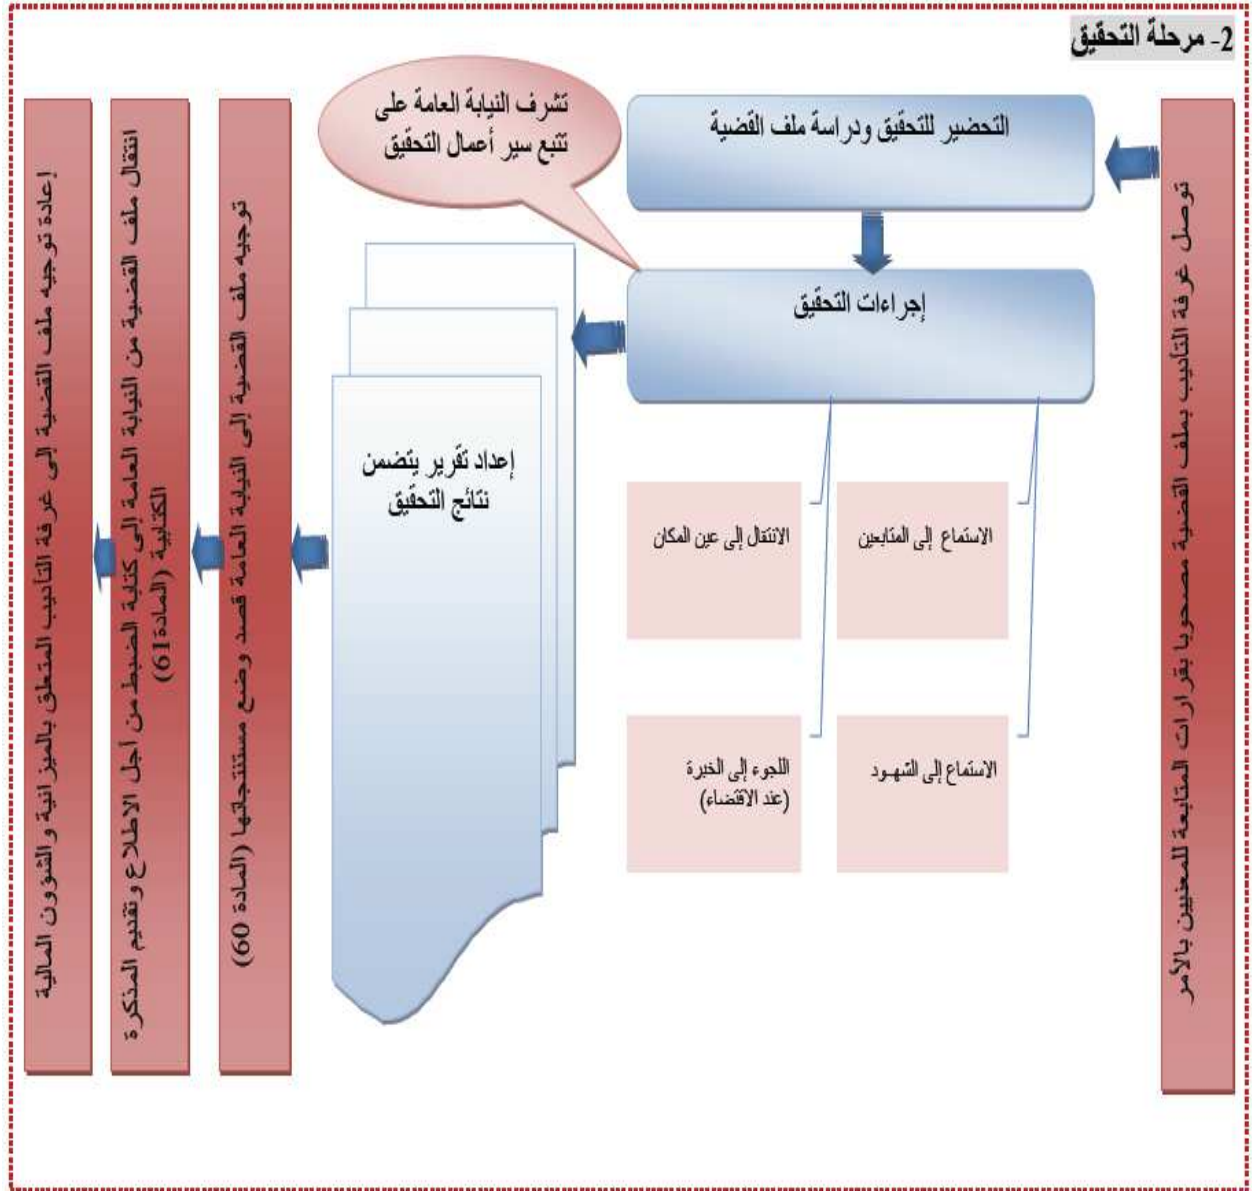 2- مرحلة التحقيق
توصل غرفة التأديب بملف القضية مصحوبا بقرارات المتابعة للمعنيين بالأمر
التحضير للتحقيق ودراسة ملف القضية
تشرف النيابة العامة على
تتبع سير أعمال التحقيق
إجراءات التحقيق
الاستماع إلى المتابعين
الانتقال إلى عين المكان
الاستماع إلى الشهود
اللجوء إلى الخبرة
(عند الاقتضاء)
إعداد تقرير يتضمن
نتائج التحقيق
توجيه ملف القضية إلى النيابة العامة قصد وضع مستنتجاتها (المادة 60)
انتقال ملف القضية من النيابة العامة إلى كتابة الضبط من أجل الاطلاع وتقديم المذكرة
الكتابية (المادة 61)
إعادة توجيه ملف القضية إلى غرفة التأديب المتعلق بالميزانية والشؤون المالية